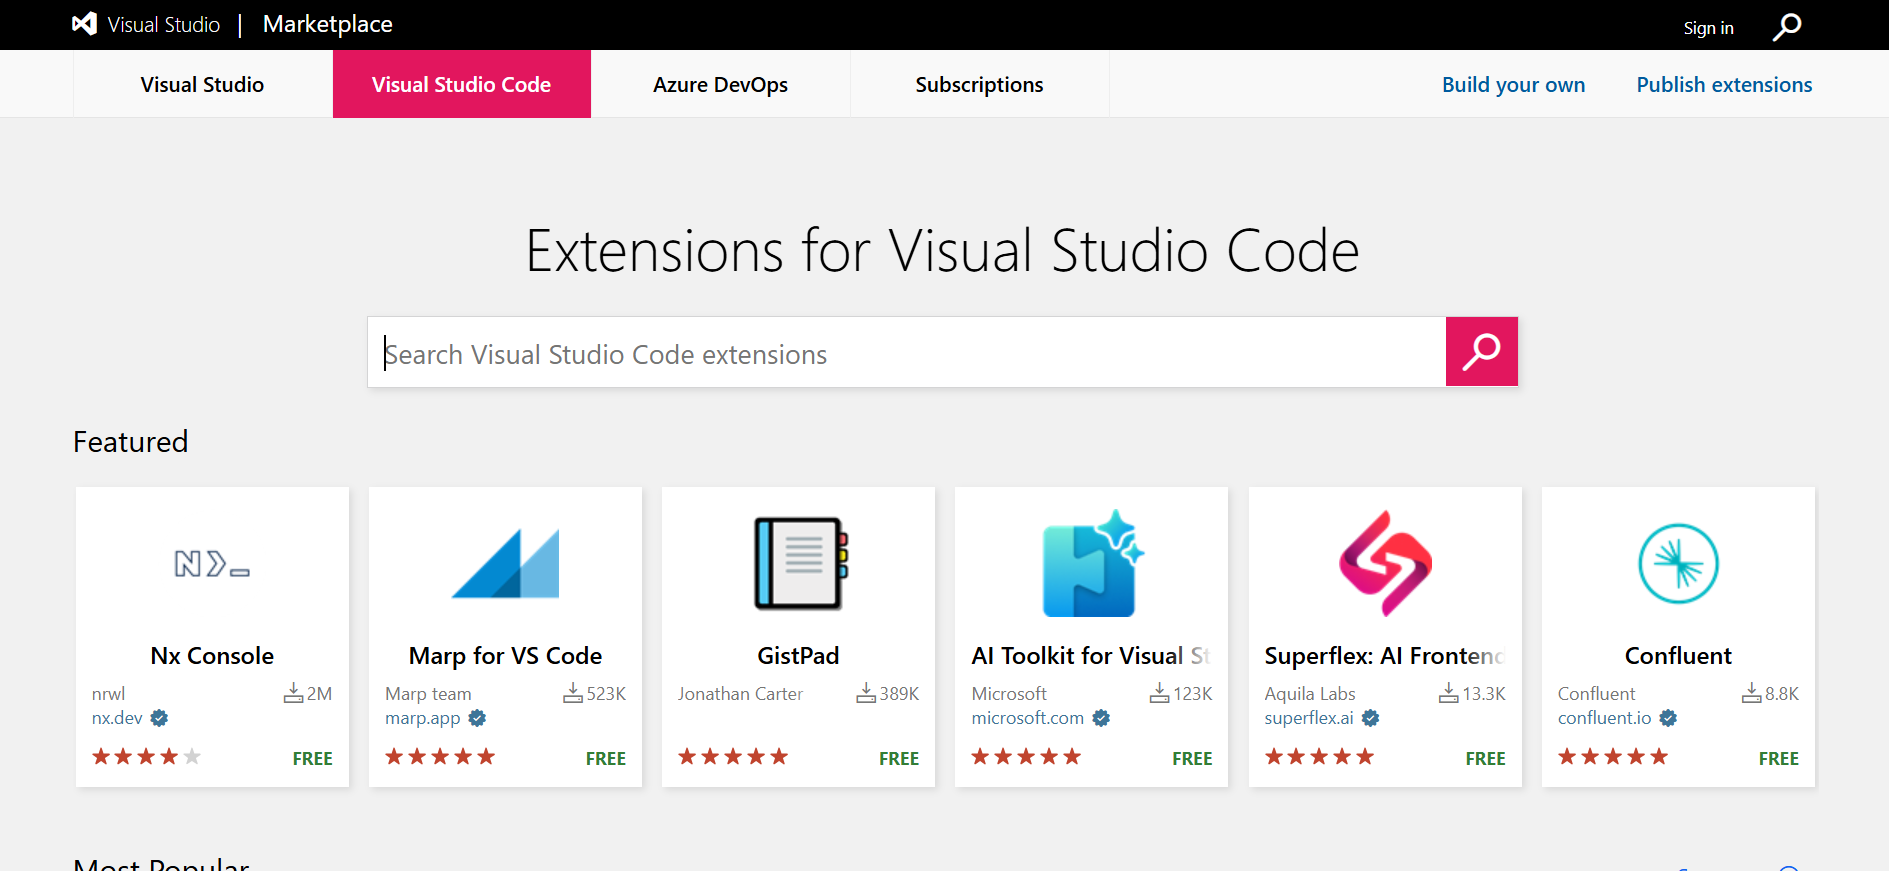 Visual Studio | Marketplace
Sign in
Visual Studio
Visual Studio Code
Azure DevOps
Subscriptions
Build your own
Publish extensions
Extensions for Visual Studio Code
Search Visual Studio Code extensions
Featured
Nx Console
nrwl 2M
nx.dev
FREE
Marp for VS Code
Marp team 523K
marp.app
FREE
GistPad
Jonathan Carter 389K
FREE
AI Toolkit for Visual St
Microsoft 123K
microsoft.com
FREE
Superflex: AI Frontend
Aquila Labs 13.3K
superflex.ai
FREE
Confluent
Confluent 8.8K
confluent.io
FREE
Most Popular